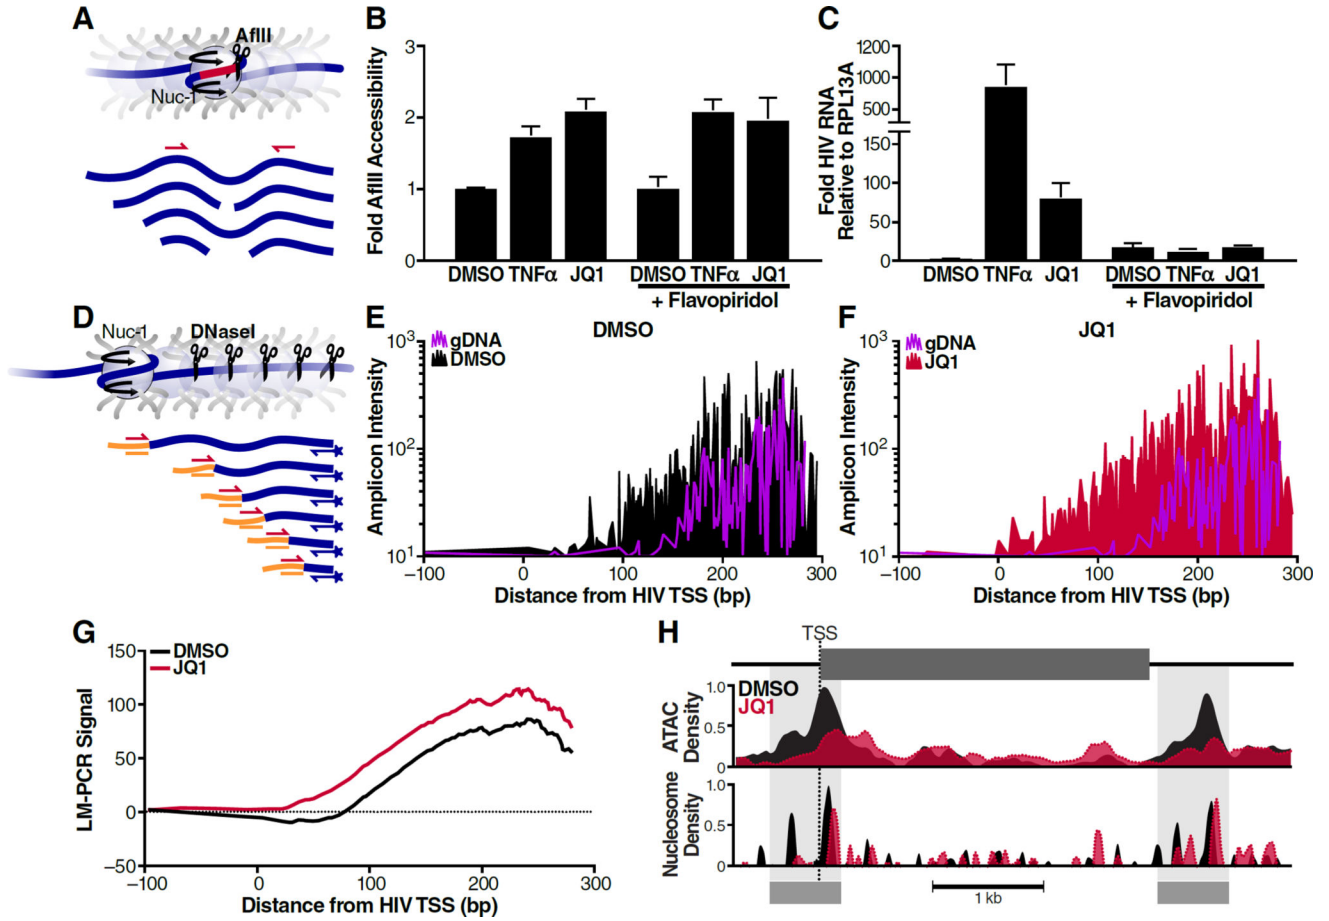 A
AflII
Nuc-1
B
Fold AflII Accessibility
3
2
1
0
DMSO TNFα JQ1
DMSO TNFα JQ1
+ Flavopiridol
C
Fold HIV RNA
Relative to RPL13A
1200
1000
500
150
100
50
0
DMSO TNFα JQ1
DMSO TNFα JQ1
+ Flavopiridol
D
Nuc-1
DNaseI
E
DMSO
gDNA
DMSO
Amplicon Intensity
10³
10²
10¹
−100 0 100 200 300
Distance from HIV TSS (bp)
F
JQ1
gDNA
JQ1
Amplicon Intensity
10³
10²
10¹
−100 0 100 200 300
Distance from HIV TSS (bp)
G
DMSO
JQ1
LM-PCR Signal
150
100
50
0
−50
−100 0 100 200 300
Distance from HIV TSS (bp)
H
TSS
DMSO
JQ1
ATAC
Density
1.0
0.5
0
Nucleosome
Density
1.0
0.5
0
1 kb